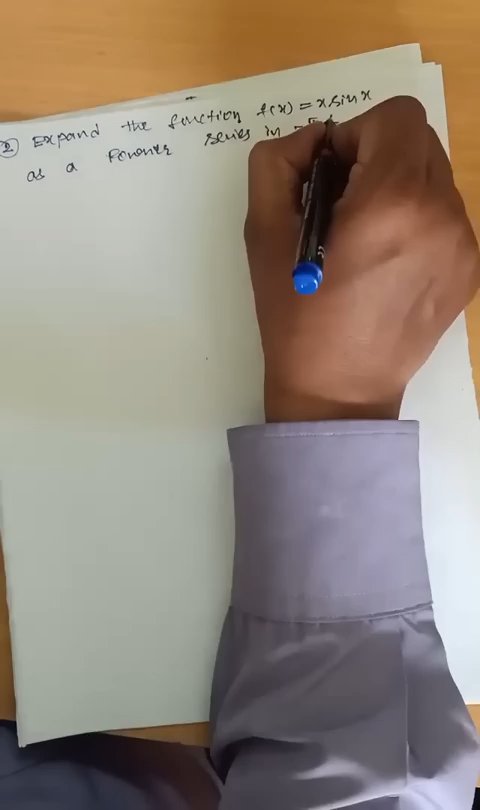 ② Expand the function f(x) = x sin x
as a Fourier series in